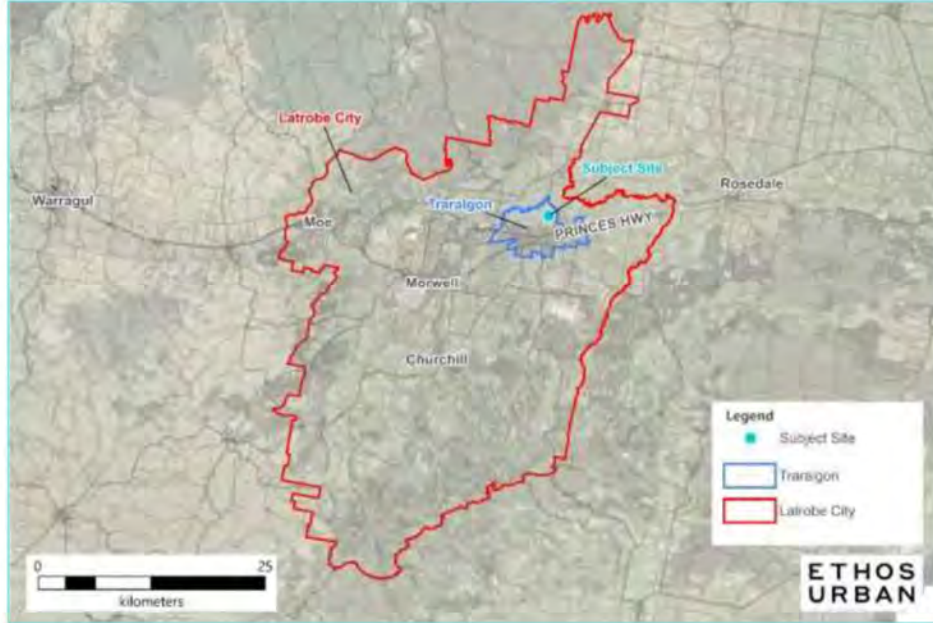 Latrobe City
Subject Site
Warragul
Rosedale
Traralgon
Moe
PRINCES HWY
Morwell
Churchill
Legend
Subject Site
Traralgon
Latrobe City
0 25
kilometers
ETHOS
URBAN